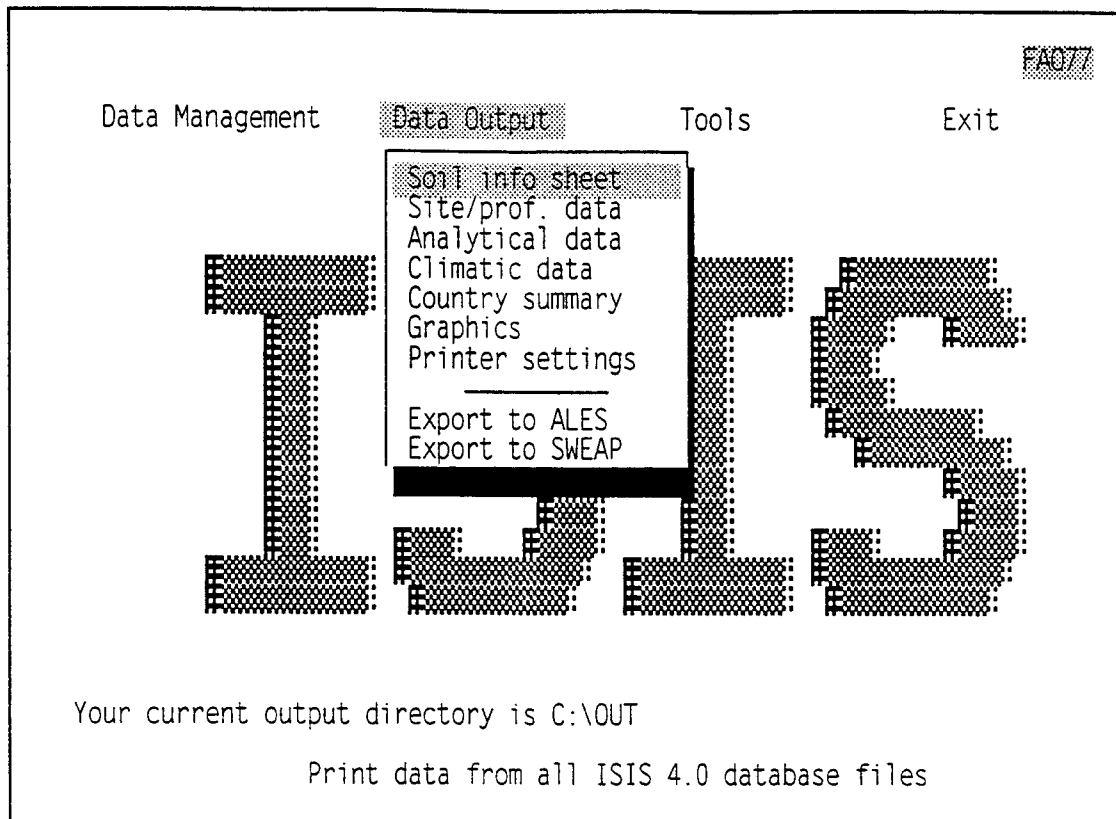 FAO77
Data Management Data Output Tools Exit
Soil info sheet
Site/prof. data
Analytical data
Climatic data
Country summary
Graphics
Printer settings
Export to ALES
Export to SWEAP
ISIS
Your current output directory is C:\OUT
Print data from all ISIS 4.0 database files